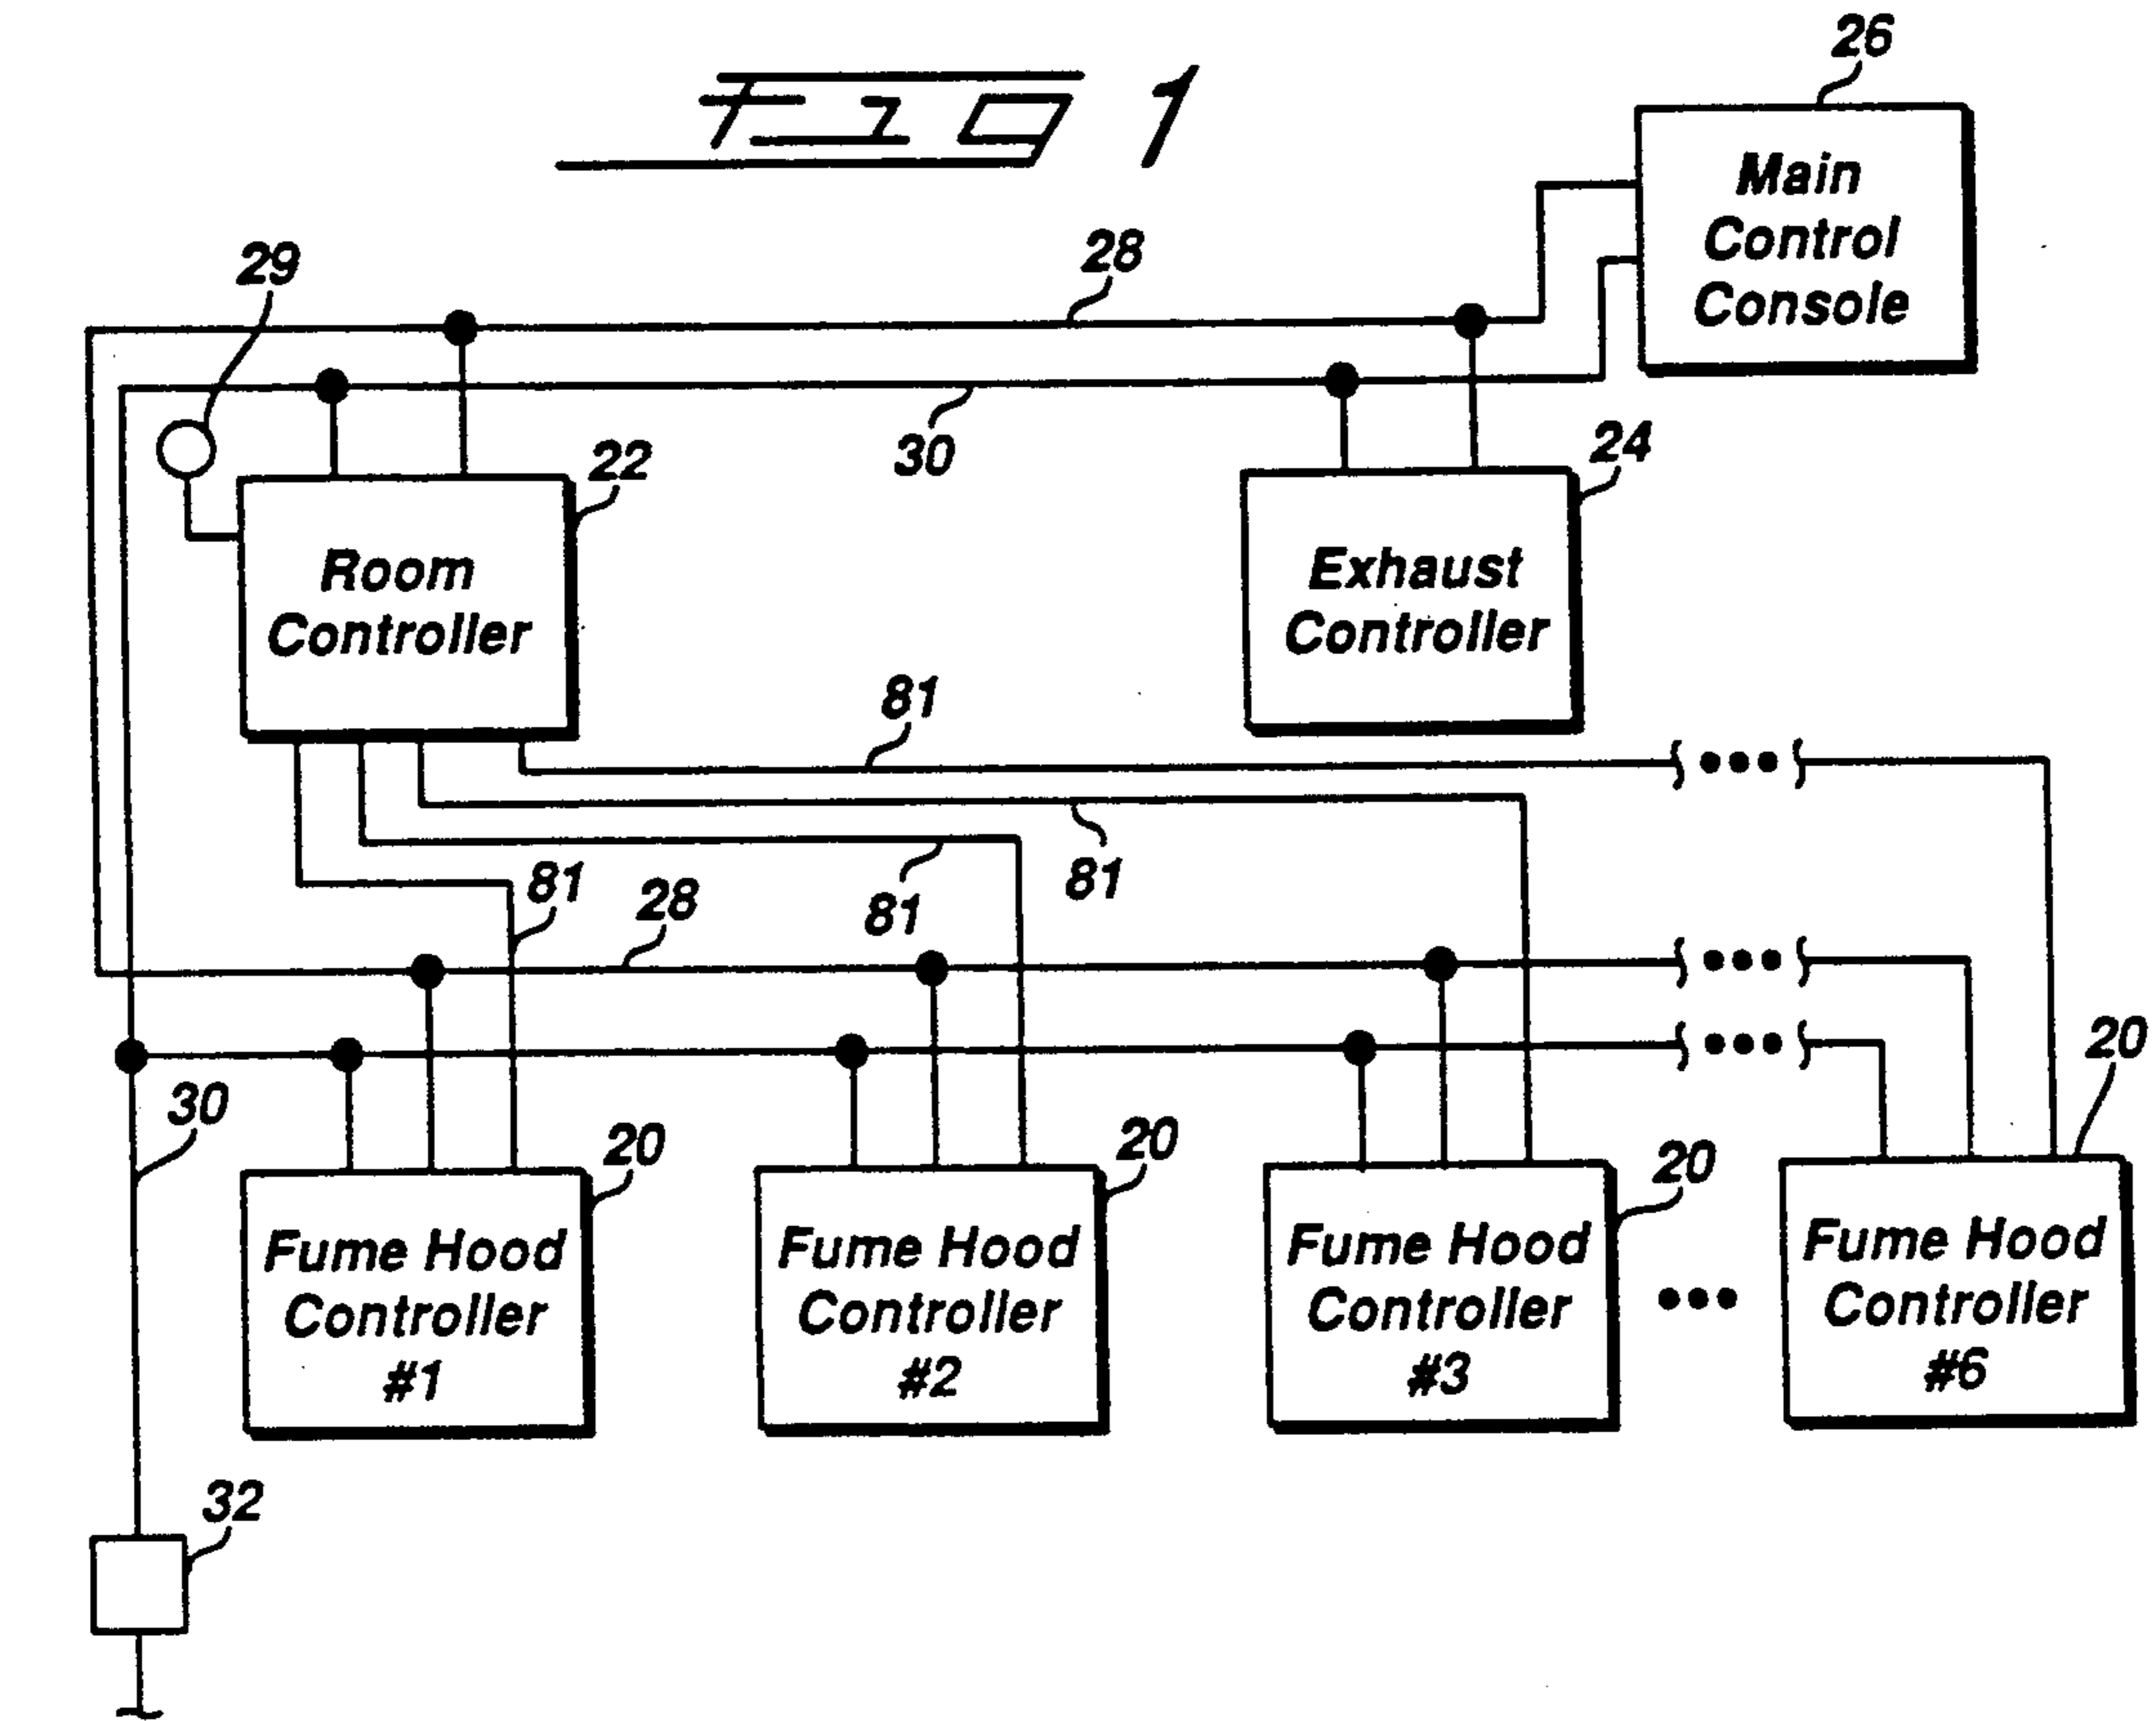 Fig 1
26
Main
Control
Console
29
28
30
22
24
Room
Controller
Exhaust
Controller
81
81
81
81
28
30
20
20
20
20
Fume Hood
Controller
#1
Fume Hood
Controller
#2
Fume Hood
Controller
#3
Fume Hood
Controller
#6
32